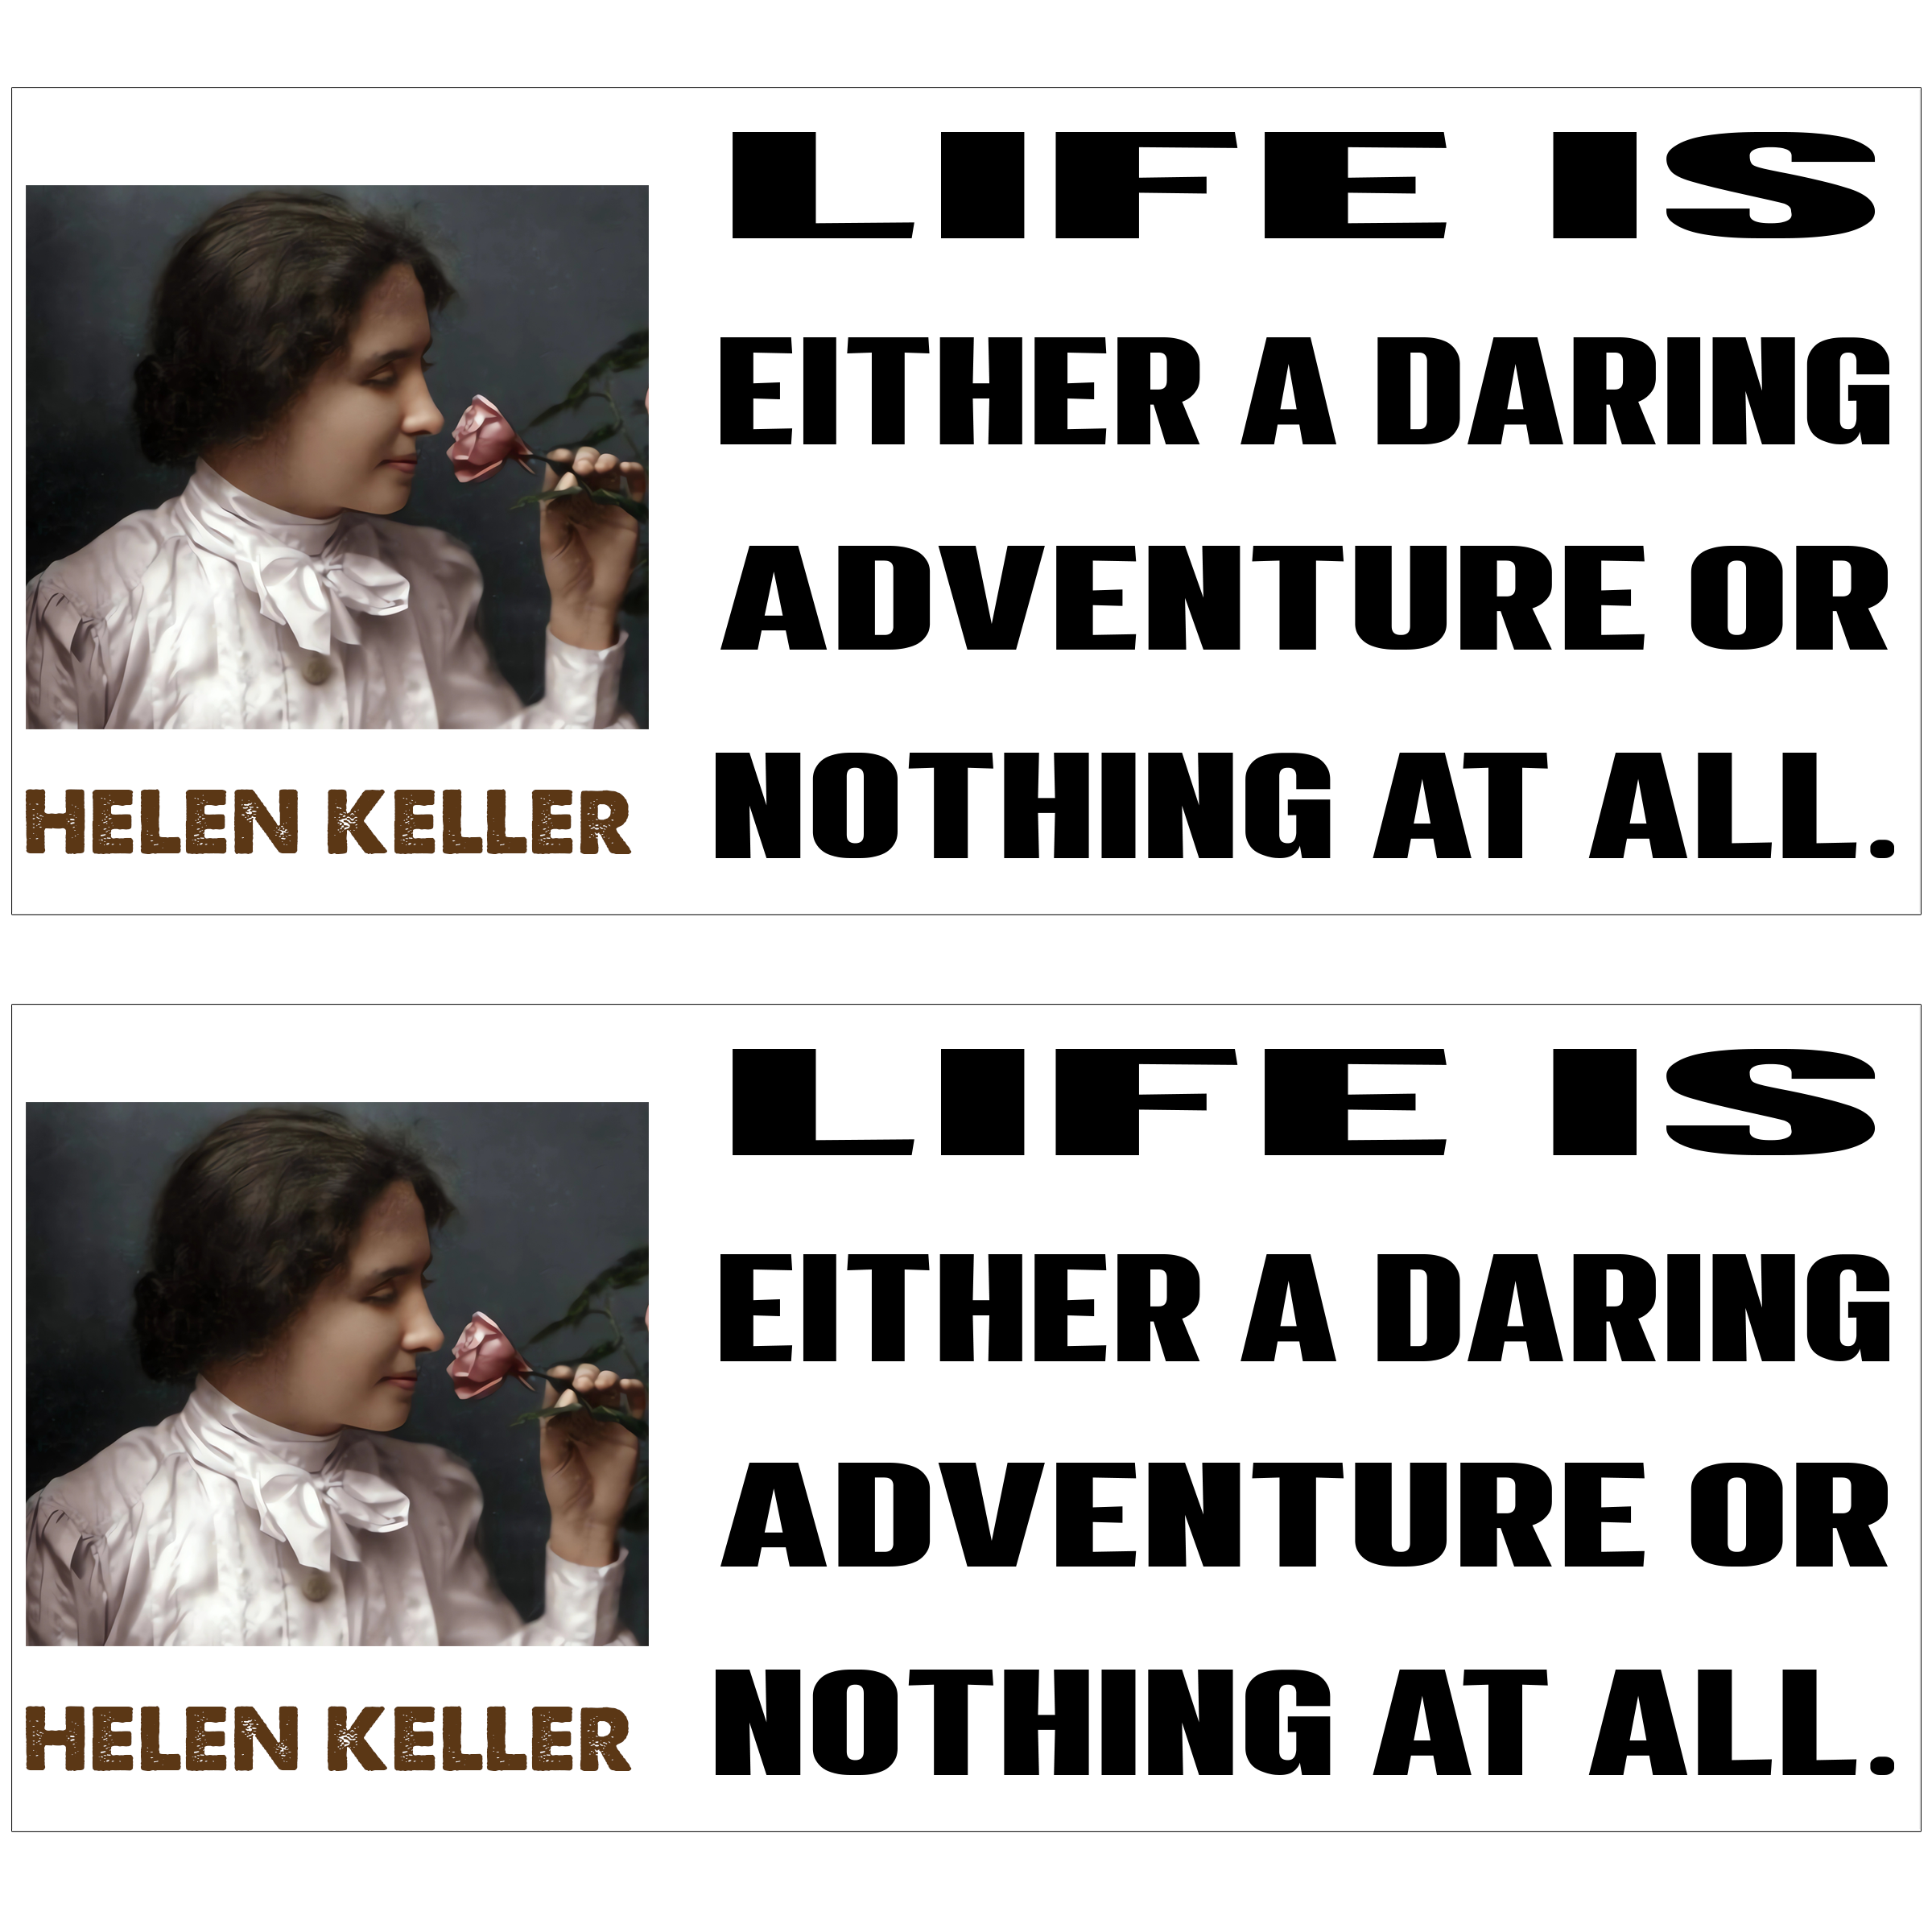 LIFE IS
EITHER A DARING
ADVENTURE OR
NOTHING AT ALL.
HELEN KELLER
LIFE IS
EITHER A DARING
ADVENTURE OR
NOTHING AT ALL.
HELEN KELLER